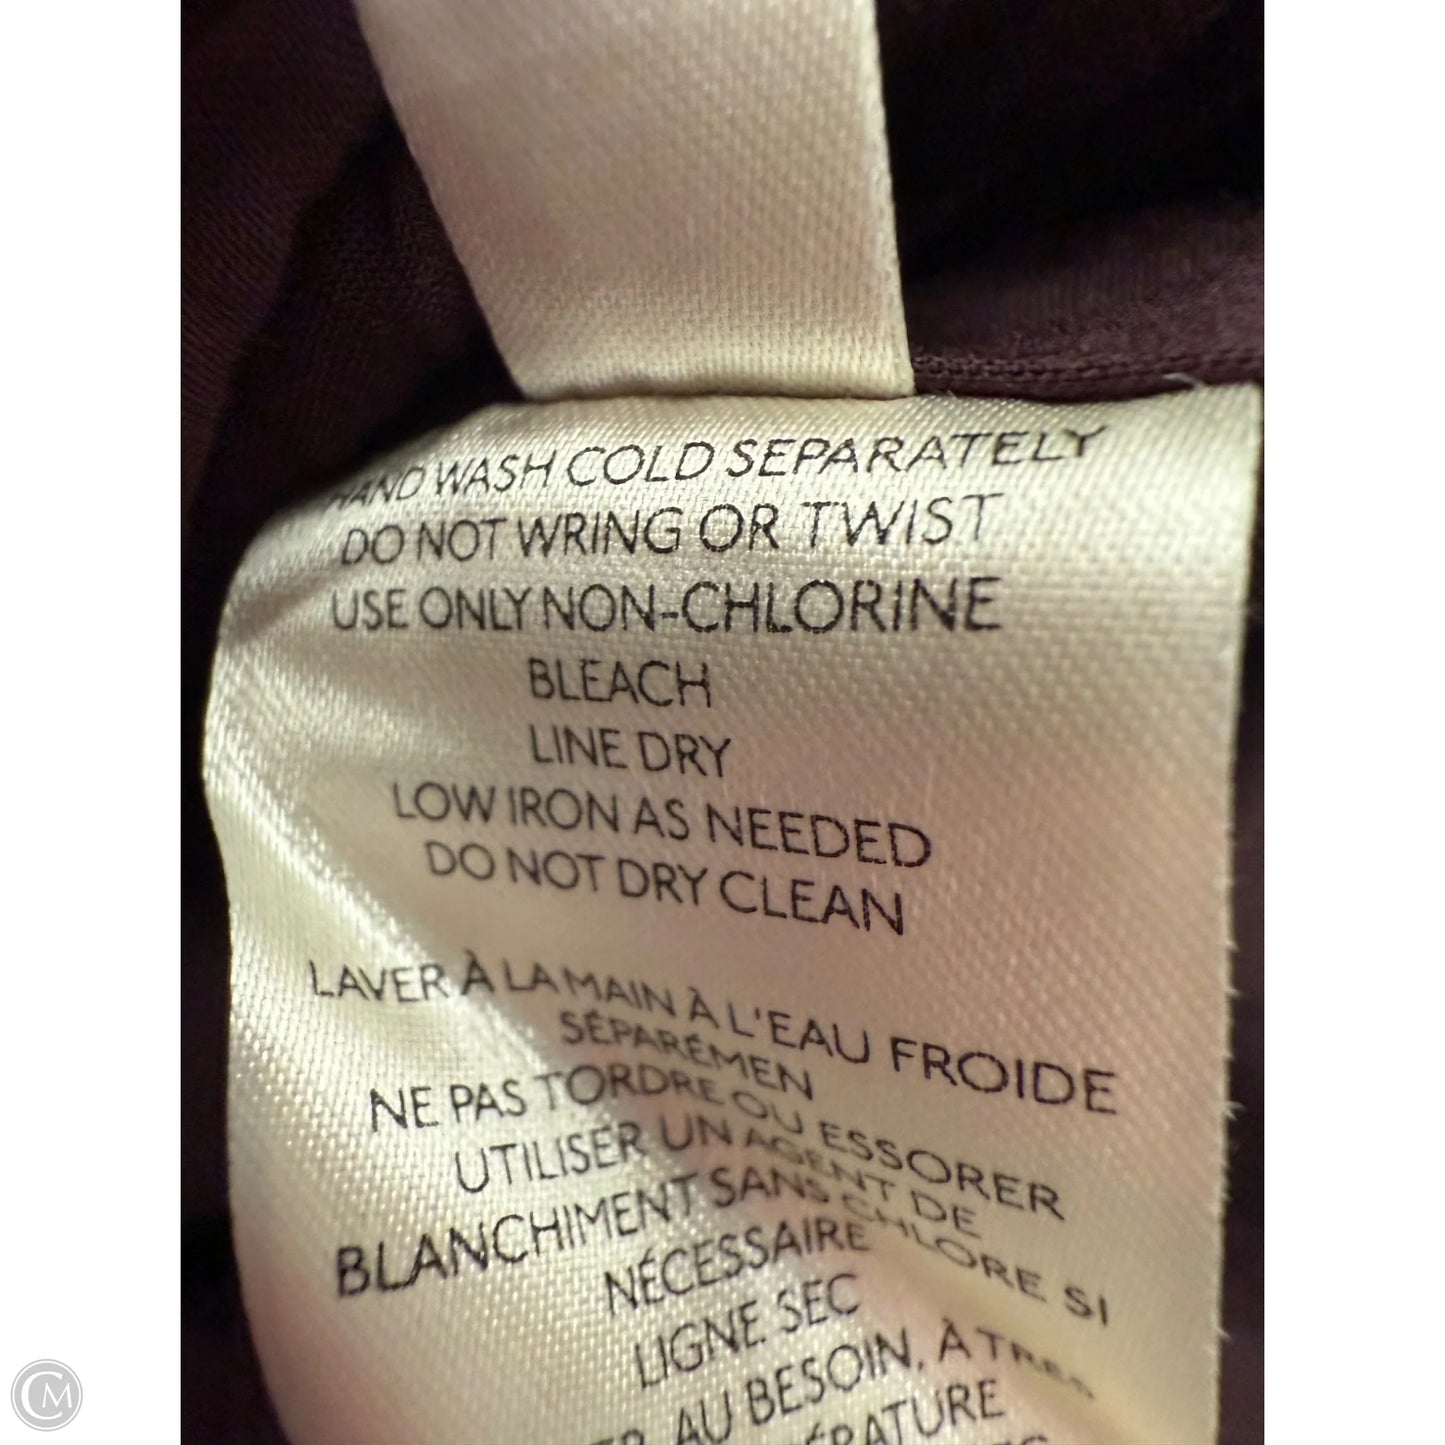 HAND WASH COLD SEPARATELY
DO NOT WRING OR TWIST
USE ONLY NON-CHLORINE
BLEACH
LINE DRY
LOW IRON AS NEEDED
DO NOT DRY CLEAN
LAVER À LA MAIN À L'EAU FROIDE
SÉPARÉMEN
NE PAS TORDRE OU ESSORER
UTILISER UN AGENT DE
BLANCHIMENT SANS CHLORE SI
NÉCESSAIRE
LIGNE SEC
AU BESOIN, À
CM